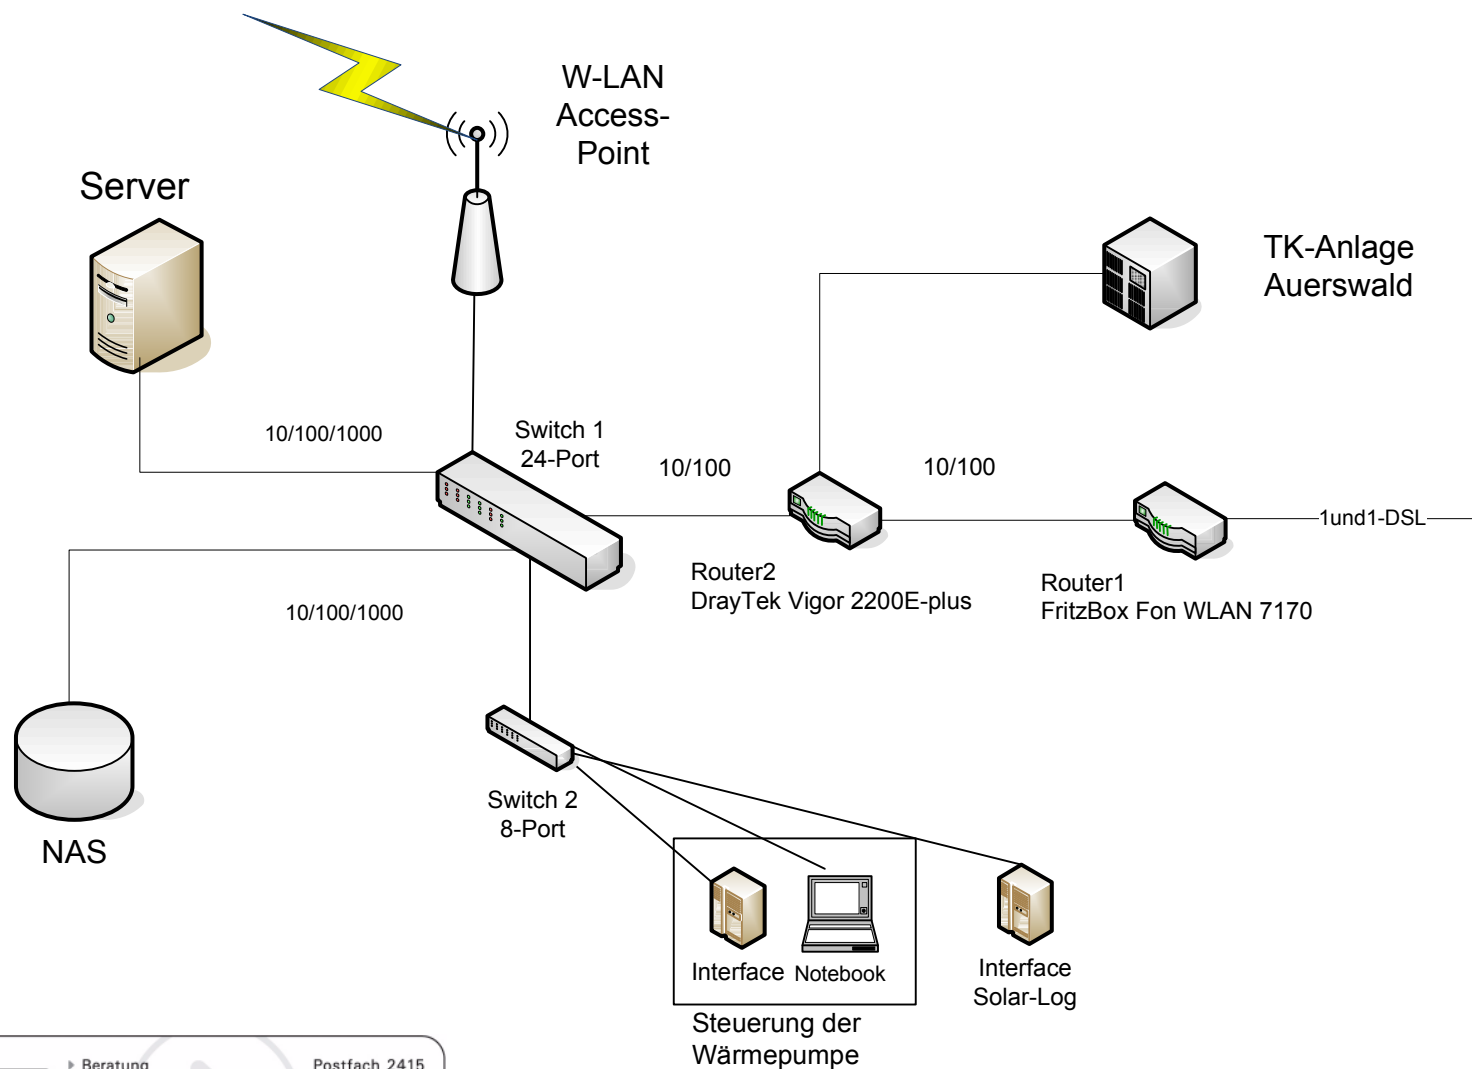 W-LAN
Access-
Point
Server
TK-Anlage
Auerswald
10/100/1000
Switch 1
24-Port
10/100
10/100
1und1-DSL
Router2
DrayTek Vigor 2200E-plus
Router1
FritzBox Fon WLAN 7170
10/100/1000
Switch 2
8-Port
NAS
Interface
Notebook
Interface
Solar-Log
Steuerung der
Wärmepumpe
Beratung
Postfach 2415